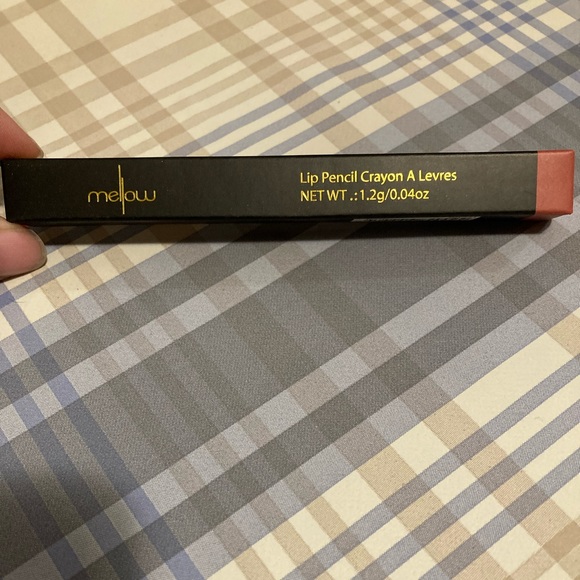 mellow
Lip Pencil Crayon A Levres
NET WT .: 1.2g/0.04oz